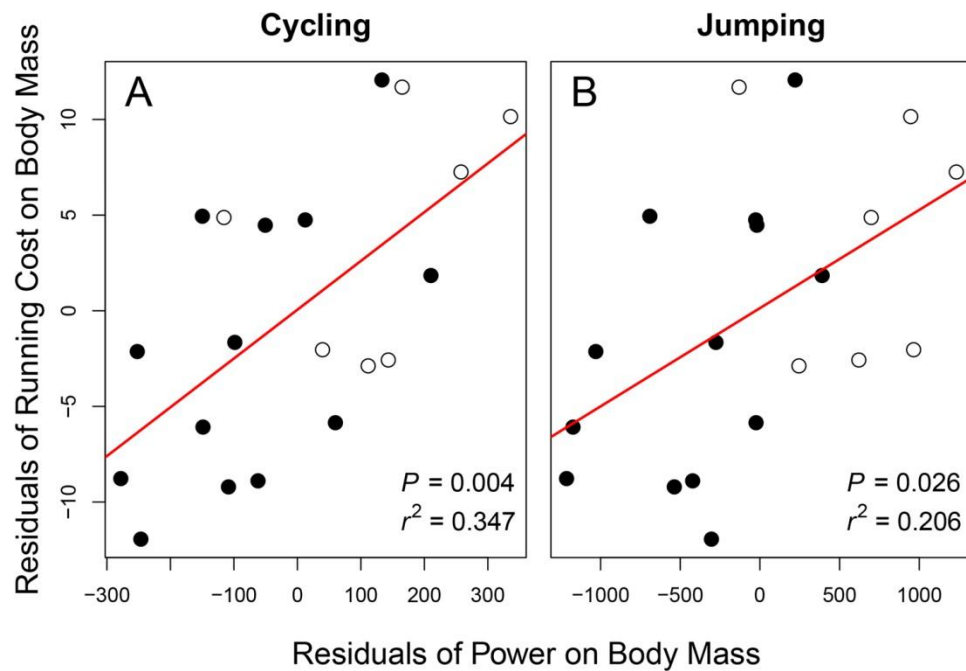 Cycling
Jumping
Residuals of Running Cost on Body Mass
A
B
10
5
0
−5
−10
P = 0.004
r² = 0.347
P = 0.026
r² = 0.206
−300 −100 0 100 200 300
−1000 −500 0 500 1000
Residuals of Power on Body Mass